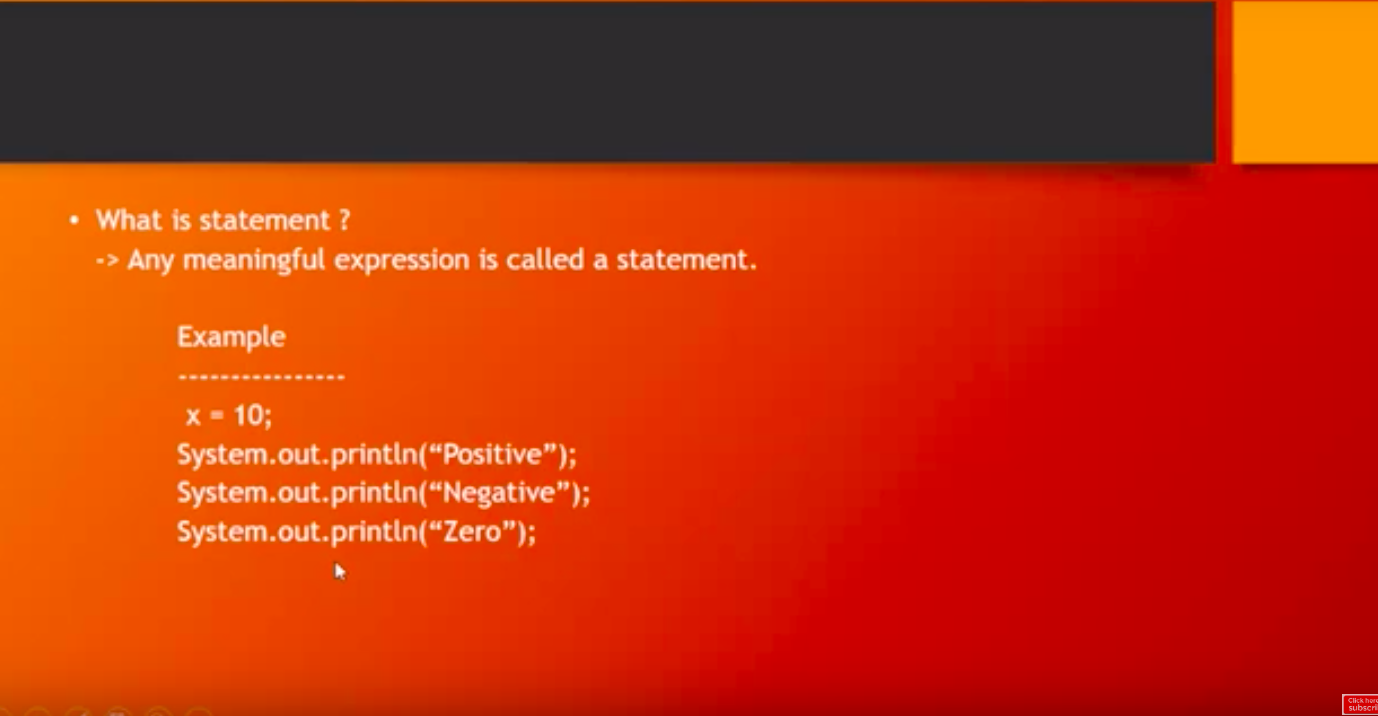 • What is statement ?
-> Any meaningful expression is called a statement.
Example
----------------
x = 10;
System.out.println(“Positive”);
System.out.println(“Negative”);
System.out.println(“Zero”);
Click here